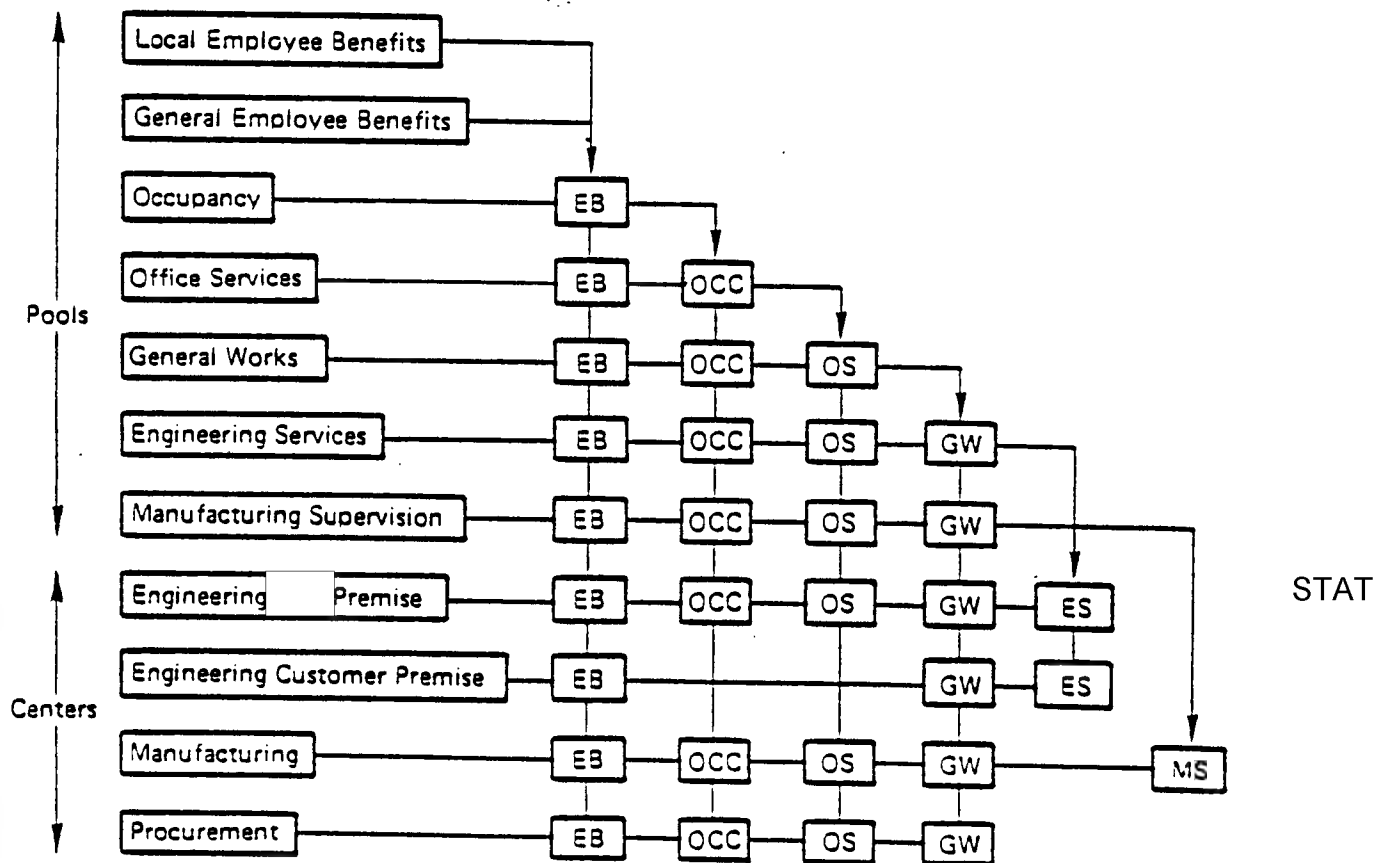 Local Employee Benefits
General Employee Benefits
Occupancy EB
Office Services EB OCC
Pools
General Works EB OCC OS
Engineering Services EB OCC OS GW
Manufacturing Supervision EB OCC OS GW
Engineering Premise EB OCC OS GW ES
STAT
Engineering Customer Premise EB GW ES
Centers
Manufacturing EB OCC OS GW MS
Procurement EB OCC OS GW